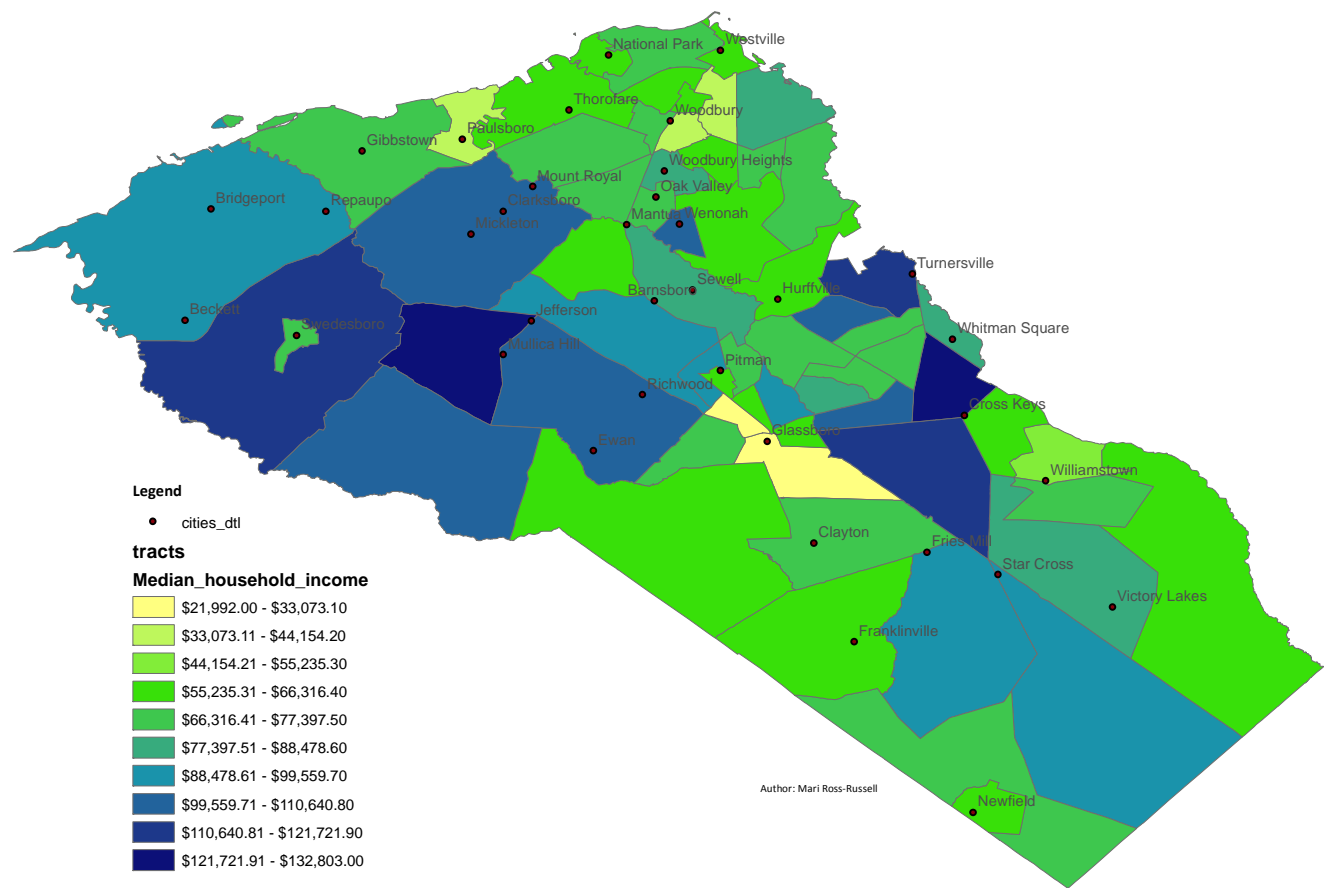 National Park
Westville
Thorofare
Woodbury
Paulsboro
Gibbstown
Woodbury Heights
Mount Royal
Oak Valley
Bridgeport
Repaupo
Clarksboro
Mantua
Wenonah
Mickleton
Turnersville
Sewell
Barnsboro
Hurffville
Beckett
Swedesboro
Jefferson
Whitman Square
Mullica Hill
Pitman
Richwood
Cross Keys
Glassboro
Ewan
Williamstown
Clayton
Fries Mill
Star Cross
Victory Lakes
Franklinville
Newfield
Legend
cities_dtl
tracts
Median_household_income
$21,992.00 - $33,073.10
$33,073.11 - $44,154.20
$44,154.21 - $55,235.30
$55,235.31 - $66,316.40
$66,316.41 - $77,397.50
$77,397.51 - $88,478.60
$88,478.61 - $99,559.70
$99,559.71 - $110,640.80
$110,640.81 - $121,721.90
$121,721.91 - $132,803.00
Author: Mari Ross-Russell